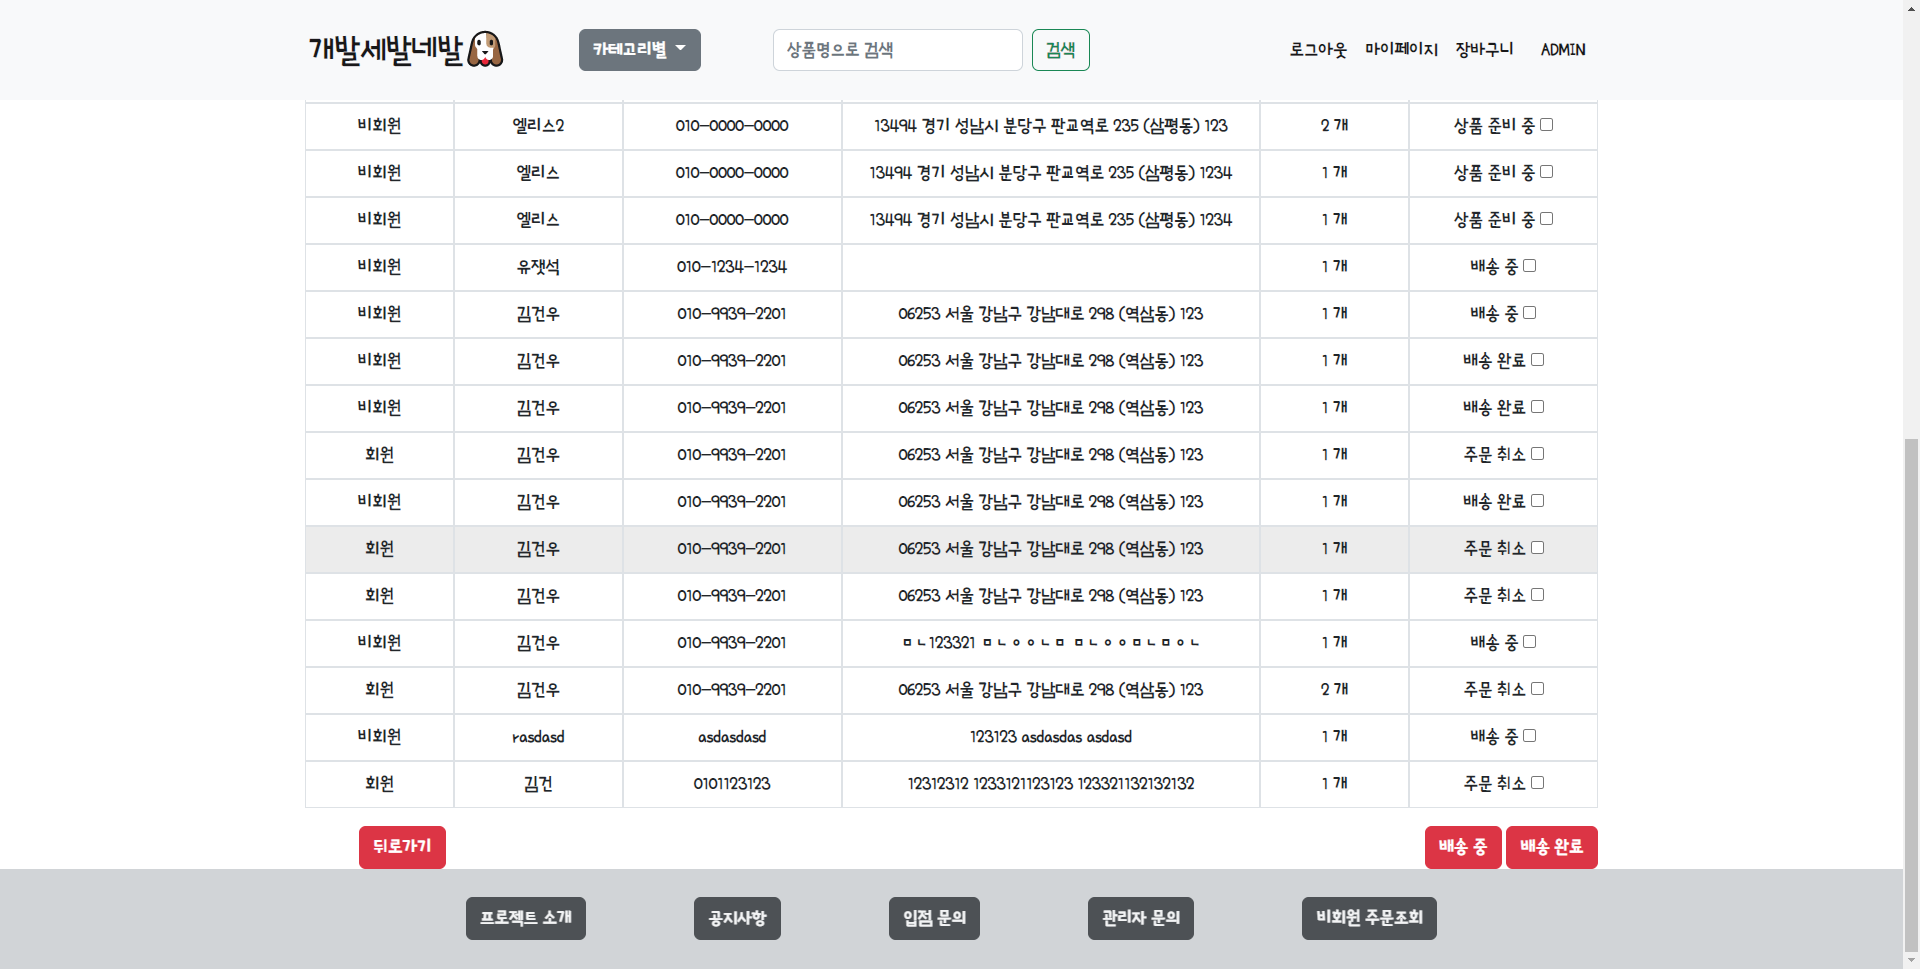 개발세발네발 카테고리별 상품명으로 검색 검색 로그아웃 마이페이지 장바구니 ADMIN
비회원 엘리스2 010-0000-0000 13494 경기 성남시 분당구 판교역로 235 (삼평동) 123 2 개 상품 준비 중
비회원 엘리스 010-0000-0000 13494 경기 성남시 분당구 판교역로 235 (삼평동) 1234 1 개 상품 준비 중
비회원 엘리스 010-0000-0000 13494 경기 성남시 분당구 판교역로 235 (삼평동) 1234 1 개 상품 준비 중
비회원 유잿석 010-1234-1234 1 개 배송 중
비회원 김건우 010-9939-2201 06253 서울 강남구 강남대로 298 (역삼동) 123 1 개 배송 중
비회원 김건우 010-9939-2201 06253 서울 강남구 강남대로 298 (역삼동) 123 1 개 배송 완료
비회원 김건우 010-9939-2201 06253 서울 강남구 강남대로 298 (역삼동) 123 1 개 배송 완료
회원 김건우 010-9939-2201 06253 서울 강남구 강남대로 298 (역삼동) 123 1 개 주문 취소
비회원 김건우 010-9939-2201 06253 서울 강남구 강남대로 298 (역삼동) 123 1 개 배송 완료
회원 김건우 010-9939-2201 06253 서울 강남구 강남대로 298 (역삼동) 123 1 개 주문 취소
회원 김건우 010-9939-2201 06253 서울 강남구 강남대로 298 (역삼동) 123 1 개 주문 취소
비회원 김건우 010-9939-2201 ㅁㄴ123321 ㅁㄴㅇㅇㄴㅁ ㅁㄴㅇㅇㅁㄴㅁㅇㄴ 1 개 배송 중
회원 김건우 010-9939-2201 06253 서울 강남구 강남대로 298 (역삼동) 123 2 개 주문 취소
비회원 rasdasd asdasdasd 123123 asdasdas asdasd 1 개 배송 중
회원 김건 0101123123 12312312 1233121123123 123321132132132 1 개 주문 취소
뒤로가기 배송 중 배송 완료
프로젝트 소개 공지사항 입점 문의 관리자 문의 비회원 주문조회